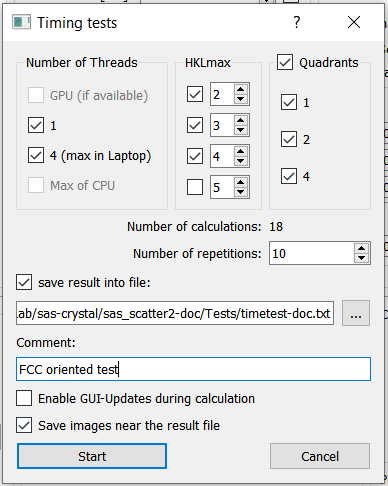 Timing tests
Number of Threads
GPU (if available)
1
4 (max in Laptop)
Max of CPU
HKLmax
2
3
4
5
Quadrants
1
2
4
Number of calculations: 18
Number of repetitions: 10
save result into file:
.ab/sas-crystal/sas_scatter2-doc/Tests/timetest-doc.txt
...
Comment:
FCC oriented test
Enable GUI-Updates during calculation
Save images near the result file
Start
Cancel